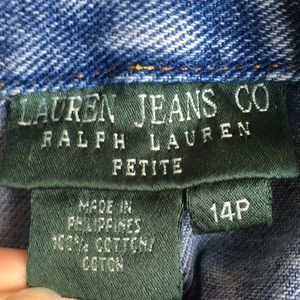 LAUREN JEANS CO
RALPH LAUREN
PETITE
MADE IN
PHILIPPINES
100% COTTON/
COTON
14P